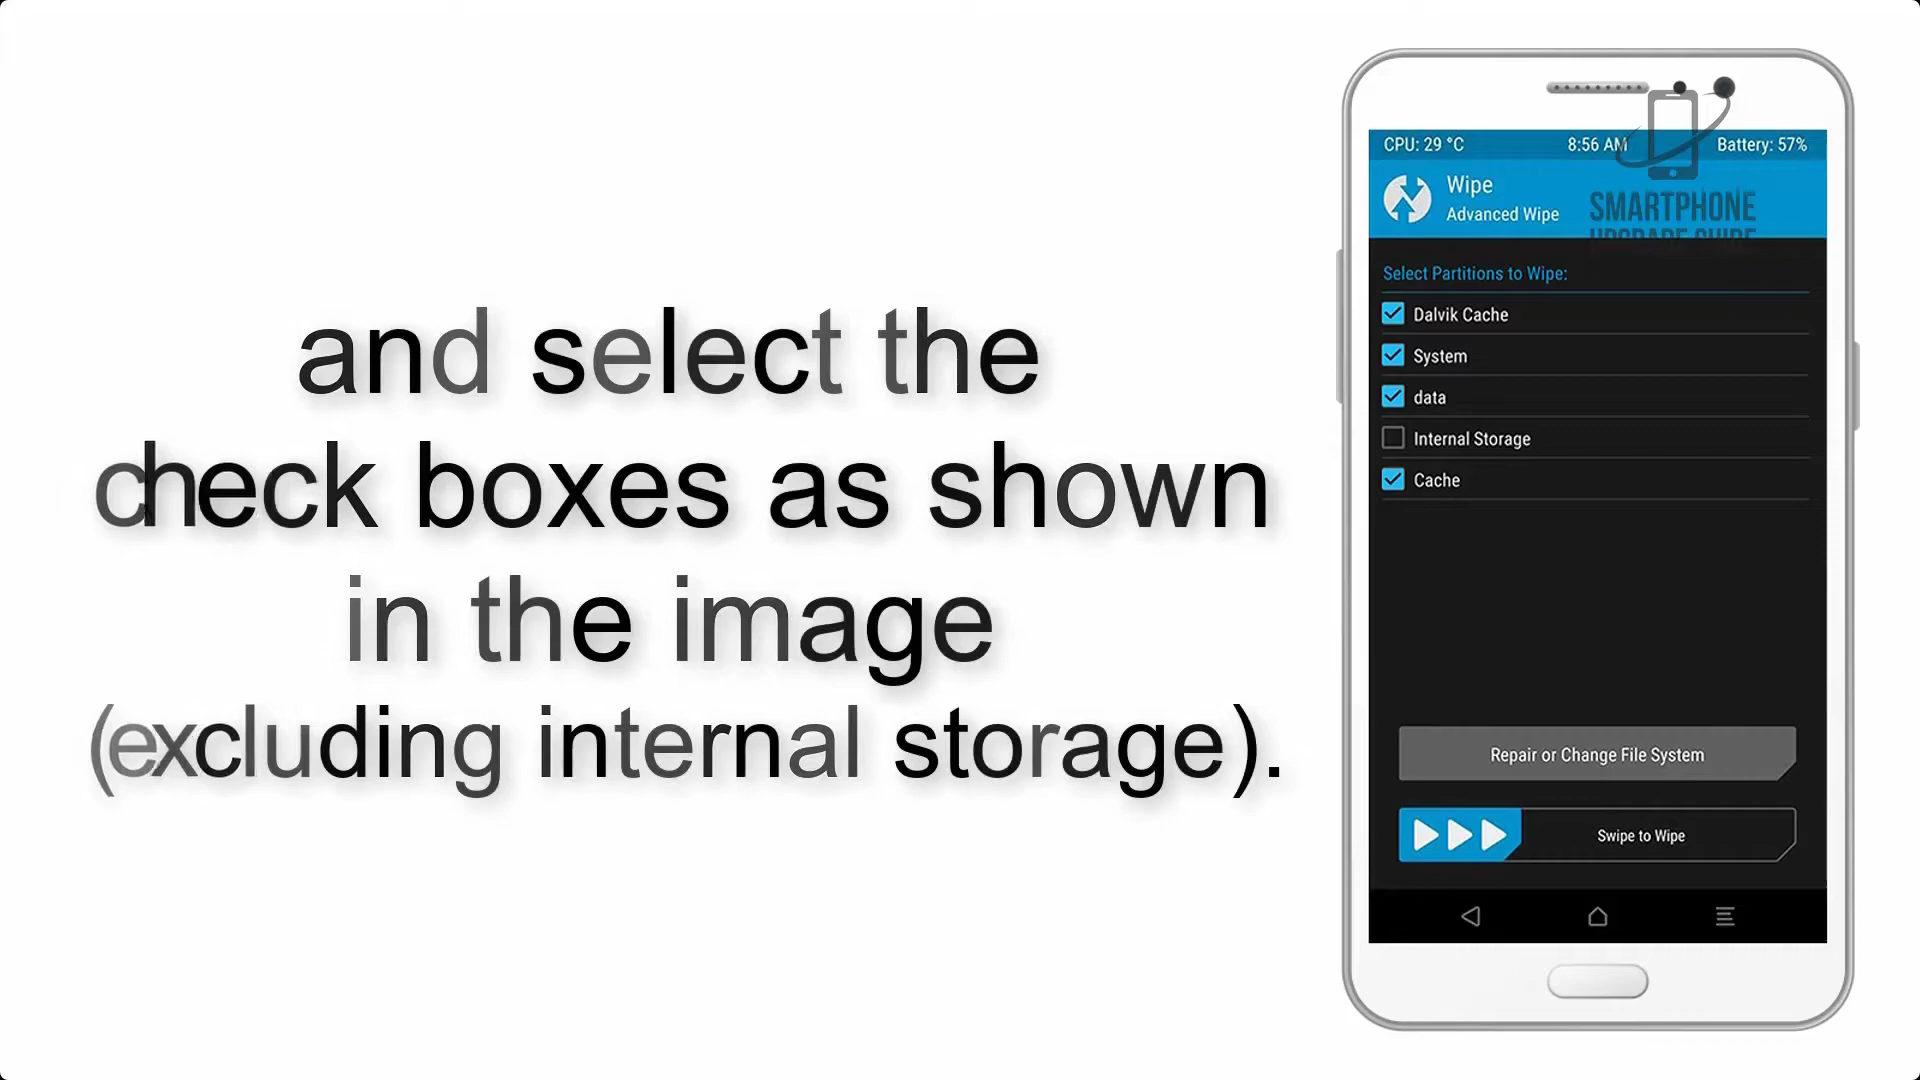 and select the
check boxes as shown
in the image
(excluding internal storage).
CPU: 29 °C 8:56 AM Battery: 57%
Wipe
Advanced Wipe
SMARTPHONE
UPGRADE GUIDE
Select Partitions to Wipe:
Dalvik Cache
System
data
Internal Storage
Cache
Repair or Change File System
Swipe to Wipe